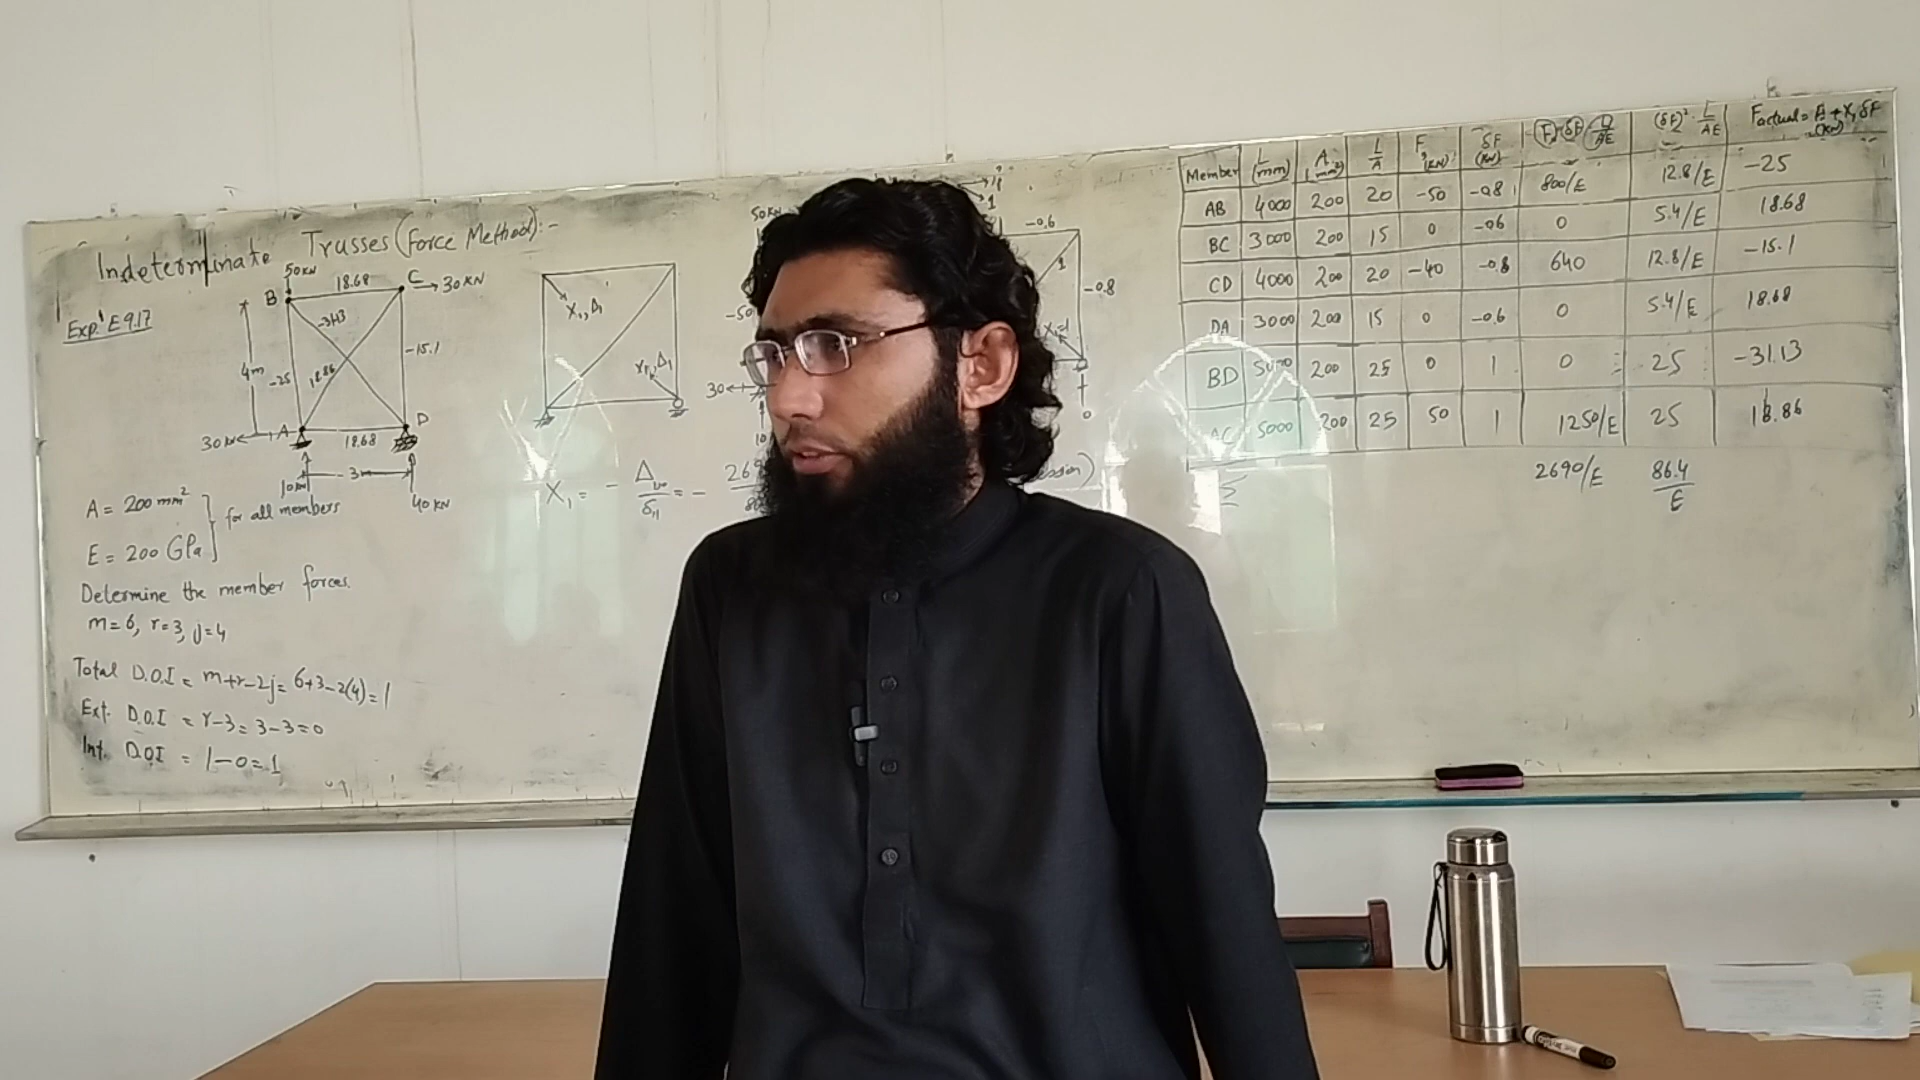 Indeterminate Trusses (Force Method):-
Exp: E 9.17
50KN
B 18.68 C → 30 KN
4m -25 18.86 -15.1
30 KN A 18.68 D
10KN 3m 40 KN
A = 200 mm² } for all members
E = 200 GPa
Determine the member forces.
m=6, r=3, j=4
Total D.O.I = m+r-2j = 6+3-2(4) = 1
Ext. D.O.I = r-3 = 3-3=0
Int. D.O.I = 1-0=1
X₁, Δ₁
X₁, Δ₁
X₁ = - Δ₁₀/δ₁₁ = -
50KN
-50
30
10
1
-0.6
1
-0.8
X₁=1
0
Member L (mm) A (mm²) L/A F (KN) δF (KN) F. δF L/AE (δF)² L/AE Factual = F + X₁ δF (KN)
AB 4000 200 20 -50 -0.8 800/E 12.8/E -25
BC 3000 200 15 0 -0.6 0 5.4/E 18.68
CD 4000 200 20 -40 -0.8 640 12.8/E -15.1
DA 3000 200 15 0 -0.6 0 5.4/E 18.68
BD 5000 200 25 0 1 0 25 -31.13
AC 5000 200 25 50 1 1250/E 25 18.86
Σ 2690/E 86.4/E